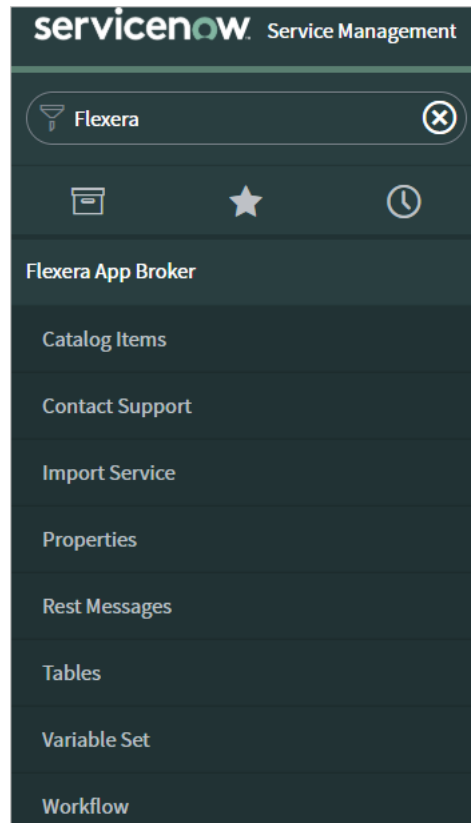 servicenow. Service Management
Flexera
Flexera App Broker
Catalog Items
Contact Support
Import Service
Properties
Rest Messages
Tables
Variable Set
Workflow